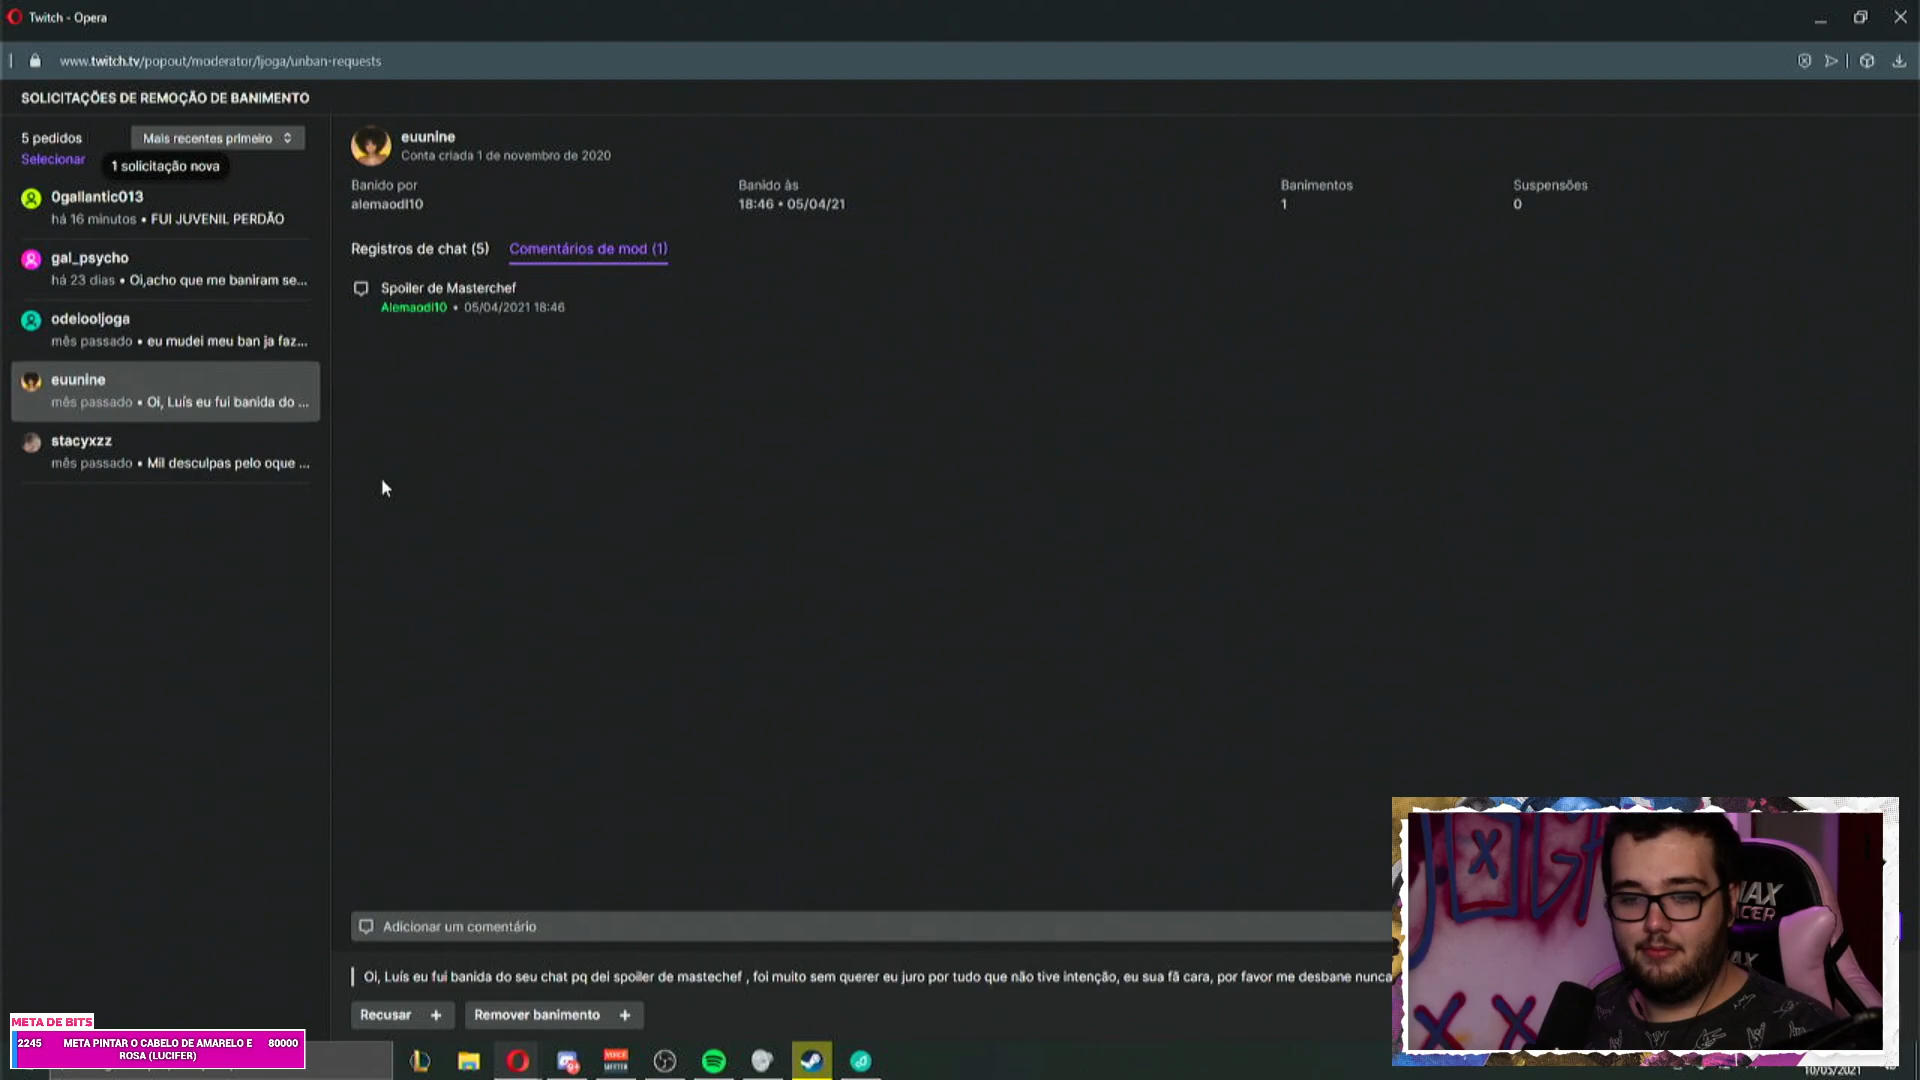 Twitch - Opera
www.twitch.tv/popout/moderator/ljoga/unban-requests
SOLICITAÇÕES DE REMOÇÃO DE BANIMENTO
5 pedidos
Mais recentes primeiro
Selecionar
1 solicitação nova
0gallantic013
há 16 minutos • FUI JUVENIL PERDÃO
gal_psycho
há 23 dias • Oi,acho que me baniram se...
odeiooljoga
mês passado • eu mudei meu ban ja faz...
euunine
mês passado • Oi, Luís eu fui banida do ...
stacyxzz
mês passado • Mil desculpas pelo oque ...
euunine
Conta criada 1 de novembro de 2020
Banido por
alemaodl10
Banido às
18:46 • 05/04/21
Banimentos
1
Suspensões
0
Registros de chat (5)
Comentários de mod (1)
Spoiler de Masterchef
Alemaodl10 • 05/04/2021 18:46
Adicionar um comentário
Oi, Luís eu fui banida do seu chat pq dei spoiler de mastechef , foi muito sem querer eu juro por tudo que não tive intenção, eu sua fã cara, por favor me desbane nunca
Recusar +
Remover banimento +
META DE BITS
2245 META PINTAR O CABELO DE AMARELO E 80000
ROSA (LUCIFER)
10/05/2021